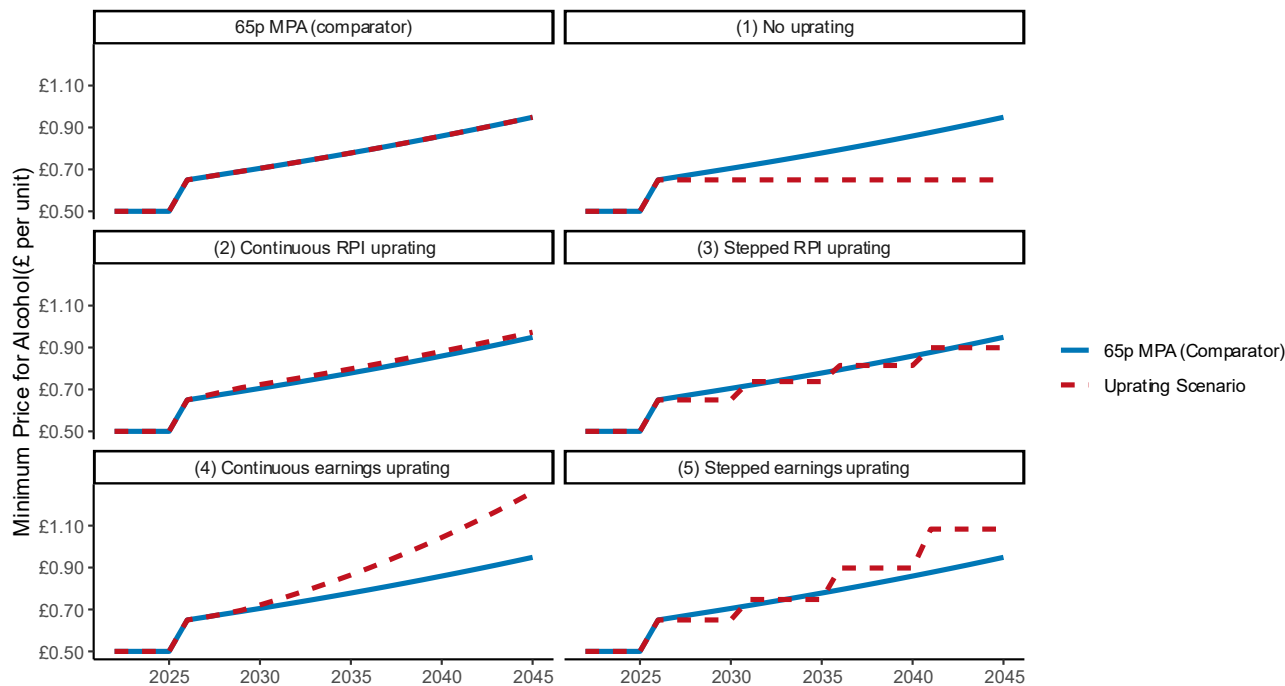 65p MPA (comparator)
(1) No uprating
£1.10
£0.90
£0.70
£0.50
(2) Continuous RPI uprating
(3) Stepped RPI uprating
£1.10
£0.90
£0.70
£0.50
(4) Continuous earnings uprating
(5) Stepped earnings uprating
£1.10
£0.90
£0.70
£0.50
2025 2030 2035 2040 2045
2025 2030 2035 2040 2045
Minimum Price for Alcohol(£ per unit)
65p MPA (Comparator)
Uprating Scenario